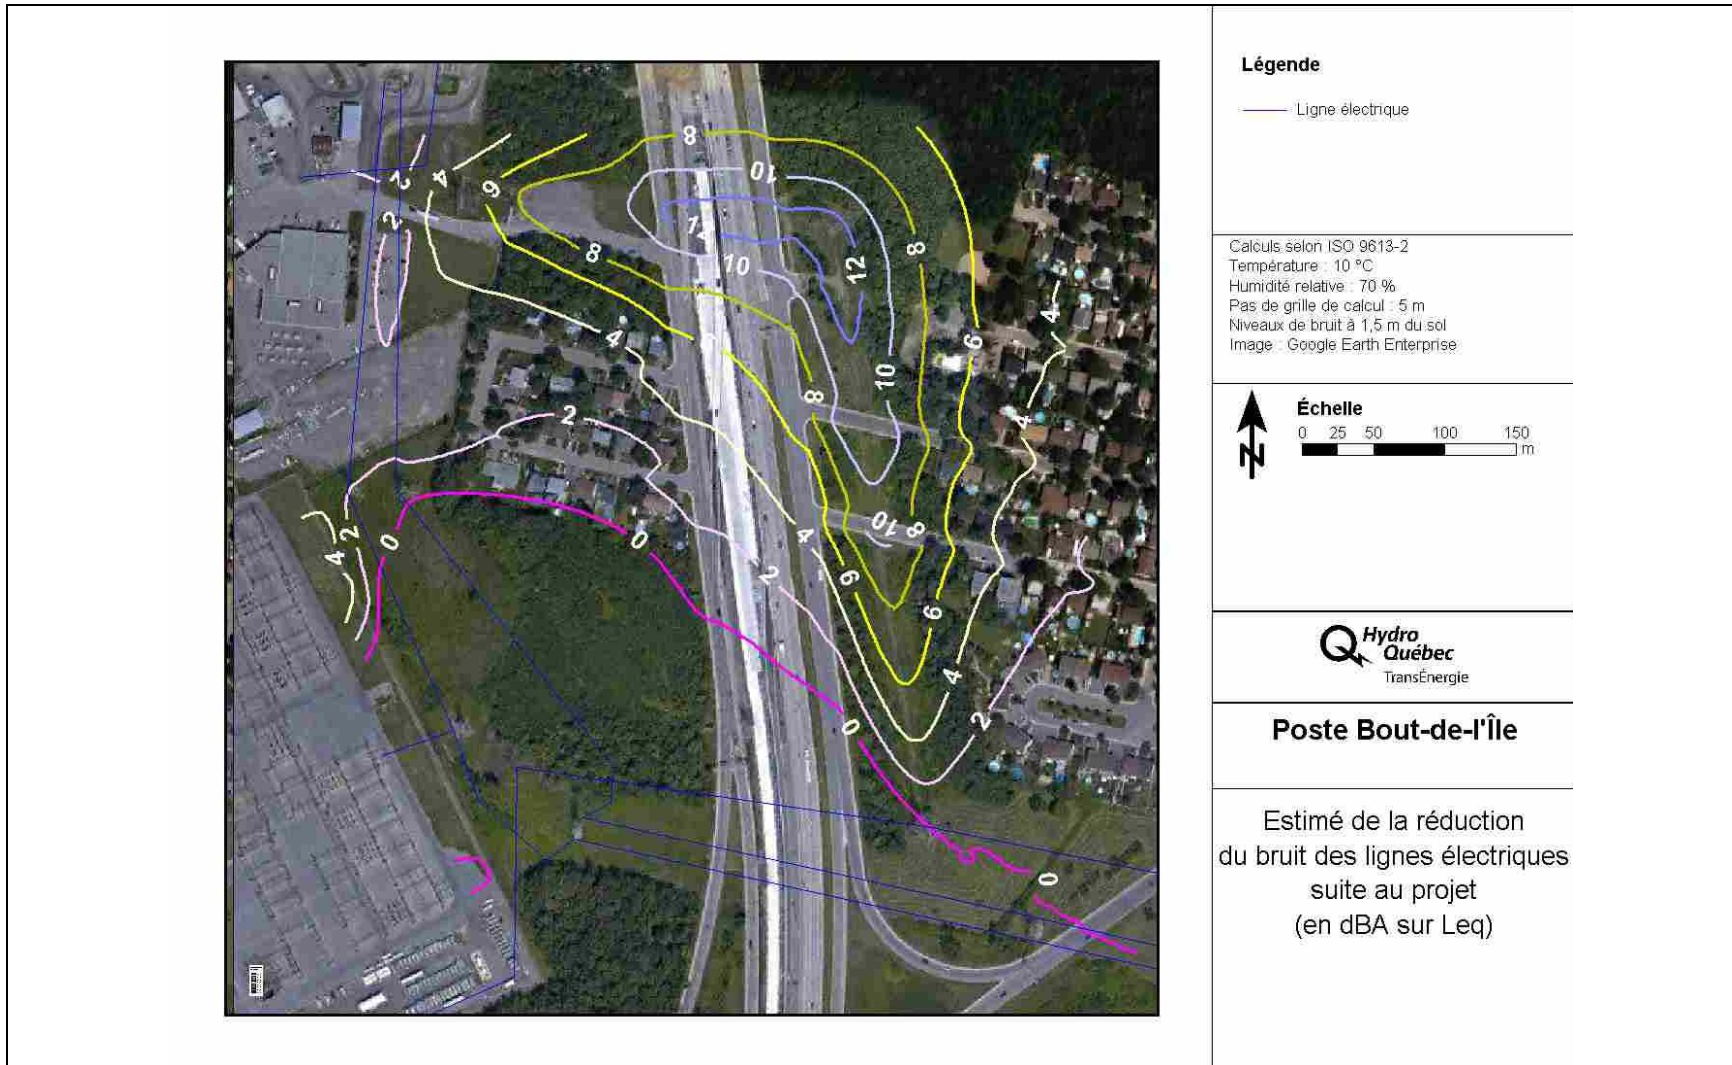 8
10
2
4
6
2
14
8
10
8
12
4
6
6
4
10
8
2
4
8
10
8
4
2
0
0
4
2
6
6
4
2
0
0
Légende
Ligne électrique
Calculs selon ISO 9613-2
Température : 10 ºC
Humidité relative : 70 %
Pas de grille de calcul : 5 m
Niveaux de bruit à 1,5 m du sol
Image : Google Earth Enterprise
N
Échelle
0 25 50 100 150
m
Hydro
Québec
TransÉnergie
Poste Bout-de-l'Île
Estimé de la réduction
du bruit des lignes électriques
suite au projet
(en dBA sur Leq)